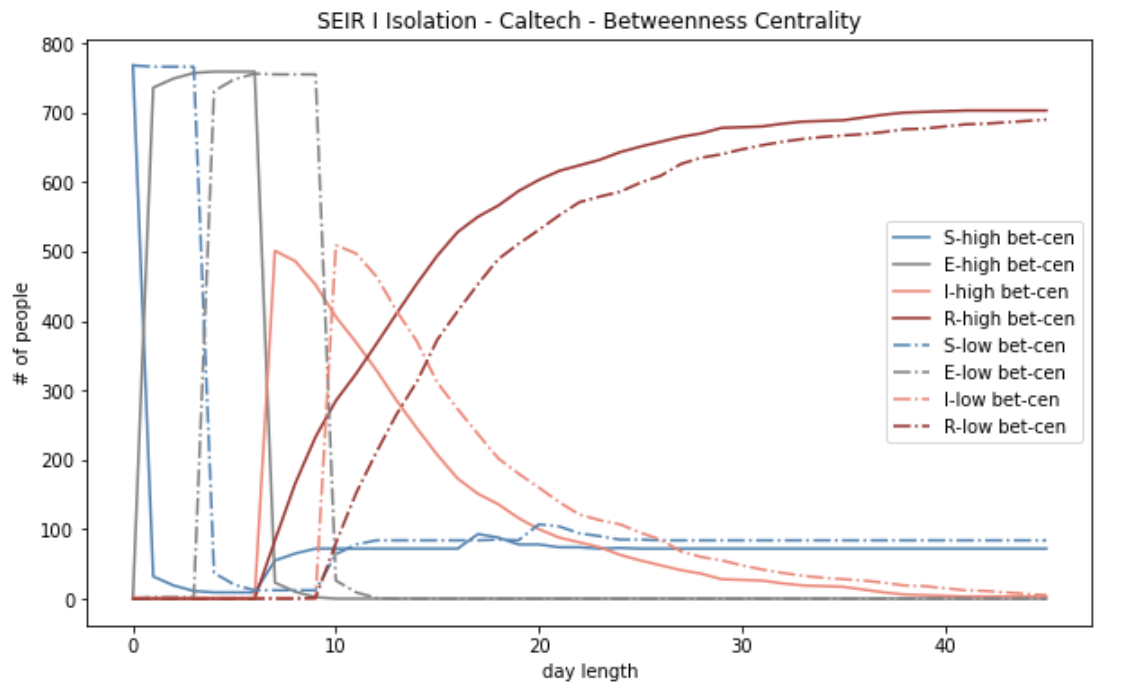 SEIR I Isolation - Caltech - Betweenness Centrality
800
700
600
500
400
300
200
100
0
# of people
S-high bet-cen
E-high bet-cen
I-high bet-cen
R-high bet-cen
S-low bet-cen
E-low bet-cen
I-low bet-cen
R-low bet-cen
0 10 20 30 40
day length